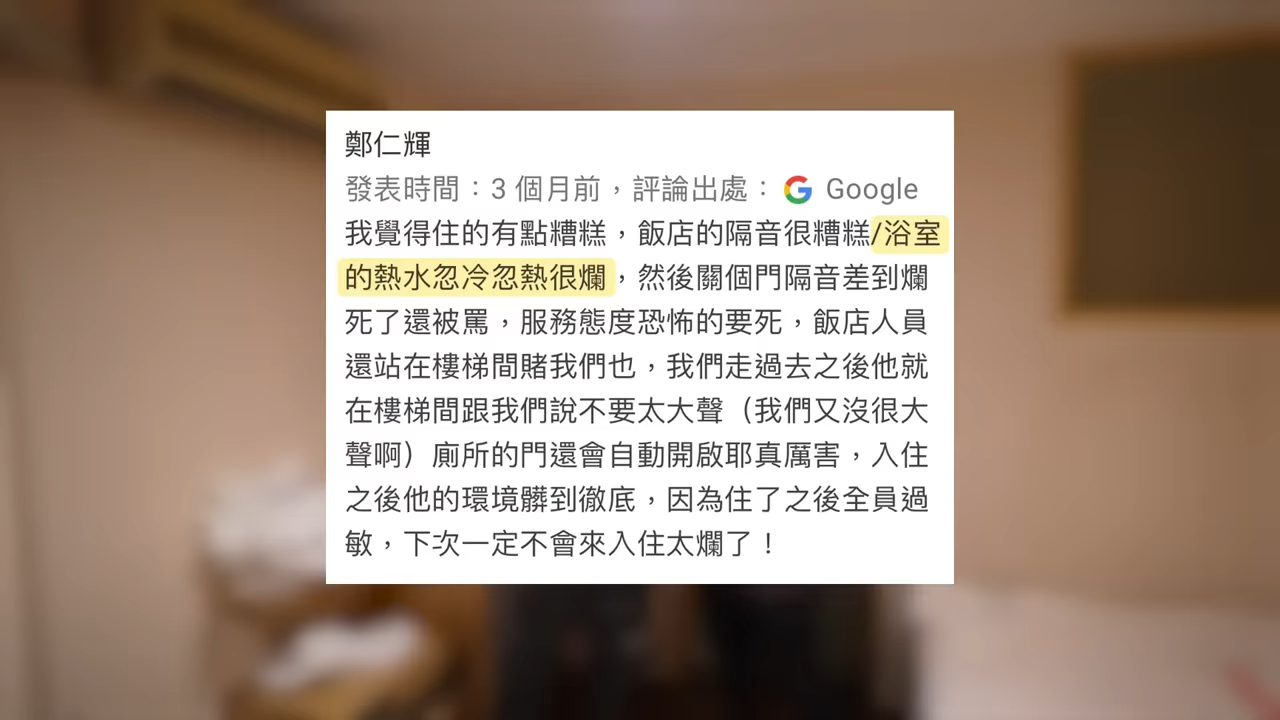 鄭仁輝
發表時間：3 個月前，評論出處： Google
我覺得住的有點糟糕，飯店的隔音很糟糕/浴室
的熱水忽冷忽熱很爛，然後關個門隔音差到爛
死了還被罵，服務態度恐怖的要死，飯店人員
還站在樓梯間賭我們也，我們走過去之後他就
在樓梯間跟我們說不要太大聲（我們又沒很大
聲啊）廁所的門還會自動開啟耶真厲害，入住
之後他的環境髒到徹底，因為住了之後全員過
敏，下次一定不會來入住太爛了！